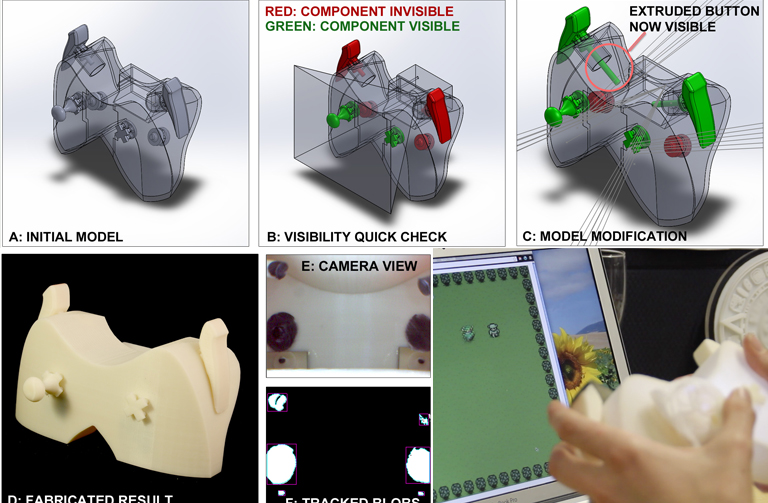 RED: COMPONENT INVISIBLE
GREEN: COMPONENT VISIBLE
EXTRUDED BUTTON
NOW VISIBLE
A: INITIAL MODEL
B: VISIBILITY QUICK CHECK
C: MODEL MODIFICATION
E: CAMERA VIEW
D: FABRICATED RESULT
F: TRACKED BLOBS